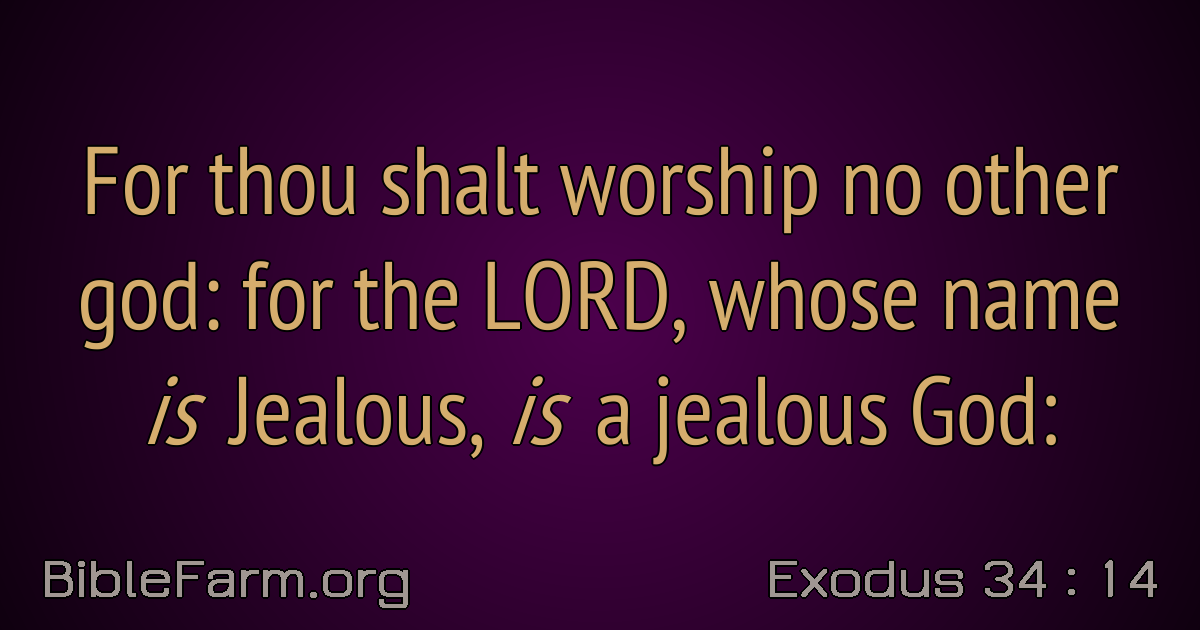 For thou shalt worship no other
god: for the LORD, whose name
is Jealous, is a jealous God:
BibleFarm.org
Exodus 34 : 14